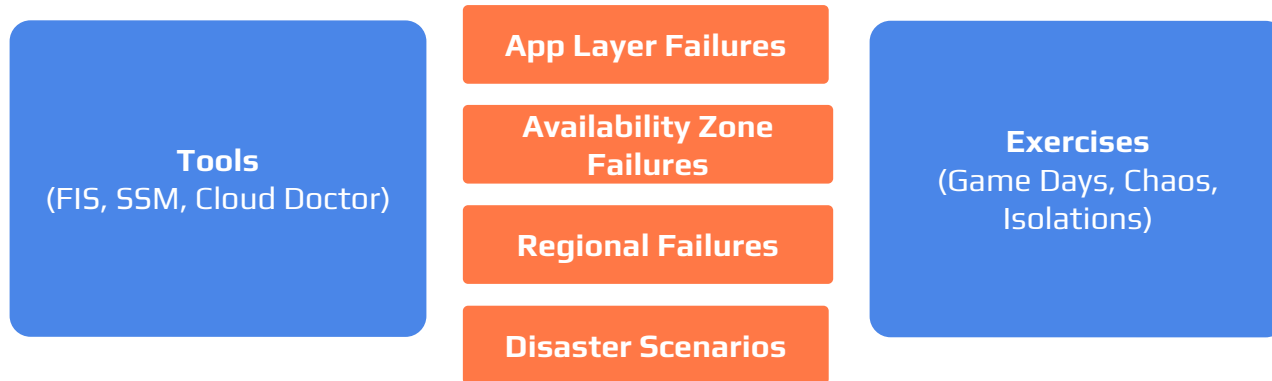 Tools
(FIS, SSM, Cloud Doctor)
App Layer Failures
Availability Zone
Failures
Regional Failures
Disaster Scenarios
Exercises
(Game Days, Chaos,
Isolations)